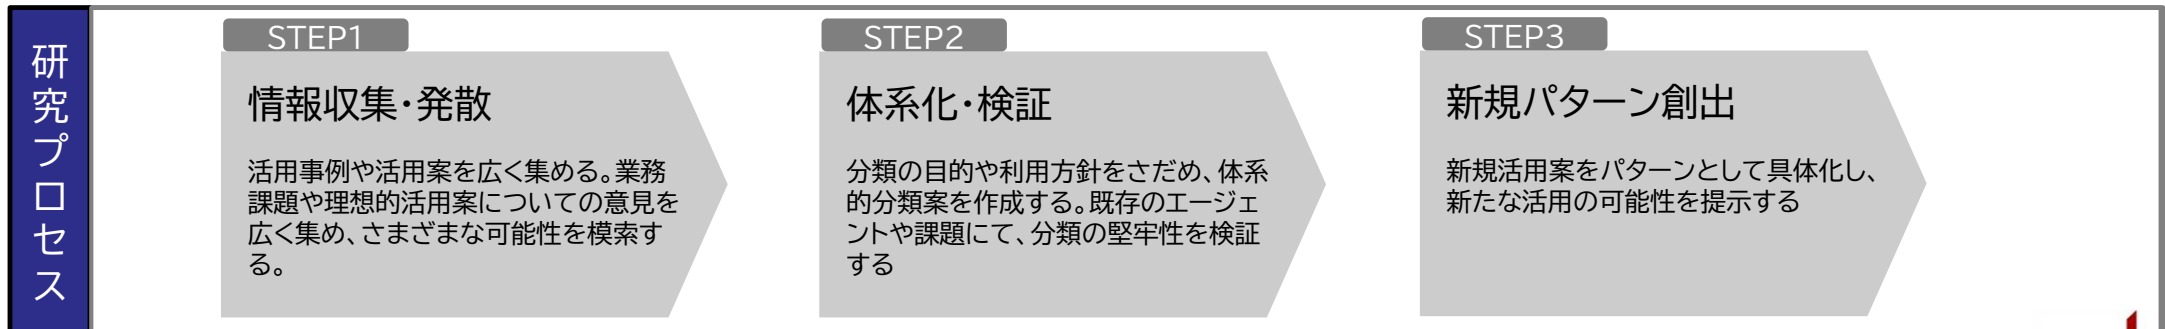 研究プロセス
STEP1
情報収集・発散
活用事例や活用案を広く集める。業務
課題や理想的活用案についての意見を
広く集め、さまざまな可能性を模索す
る。
STEP2
体系化・検証
分類の目的や利用方針をさだめ、体系
的分類案を作成する。既存のエージェ
ントや課題にて、分類の堅牢性を検証
する
STEP3
新規パターン創出
新規活用案をパターンとして具体化し、
新たな活用の可能性を提示する